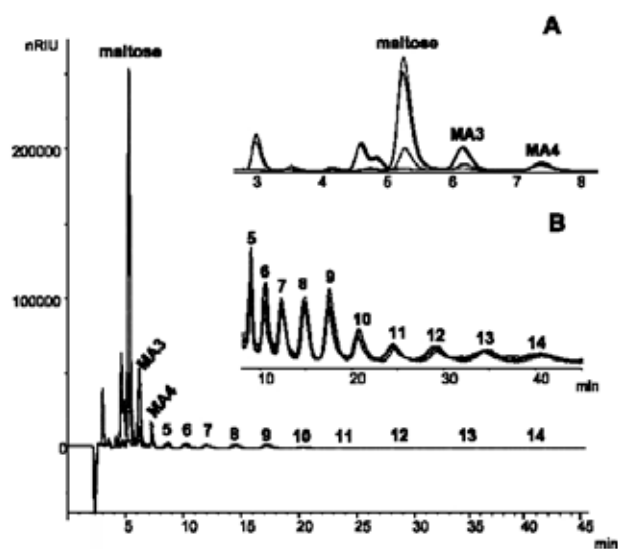 nRIU
A
maltose
maltose
200000
MA3
MA4
3 4 5 6 7 8
B
5 6 7 8 9 10 11 12 13 14
100000
10 20 30 40
min
MA3
MA4
5 6 7 8 9 10 11 12 13 14
0
5 10 15 20 25 30 35 40 45
min